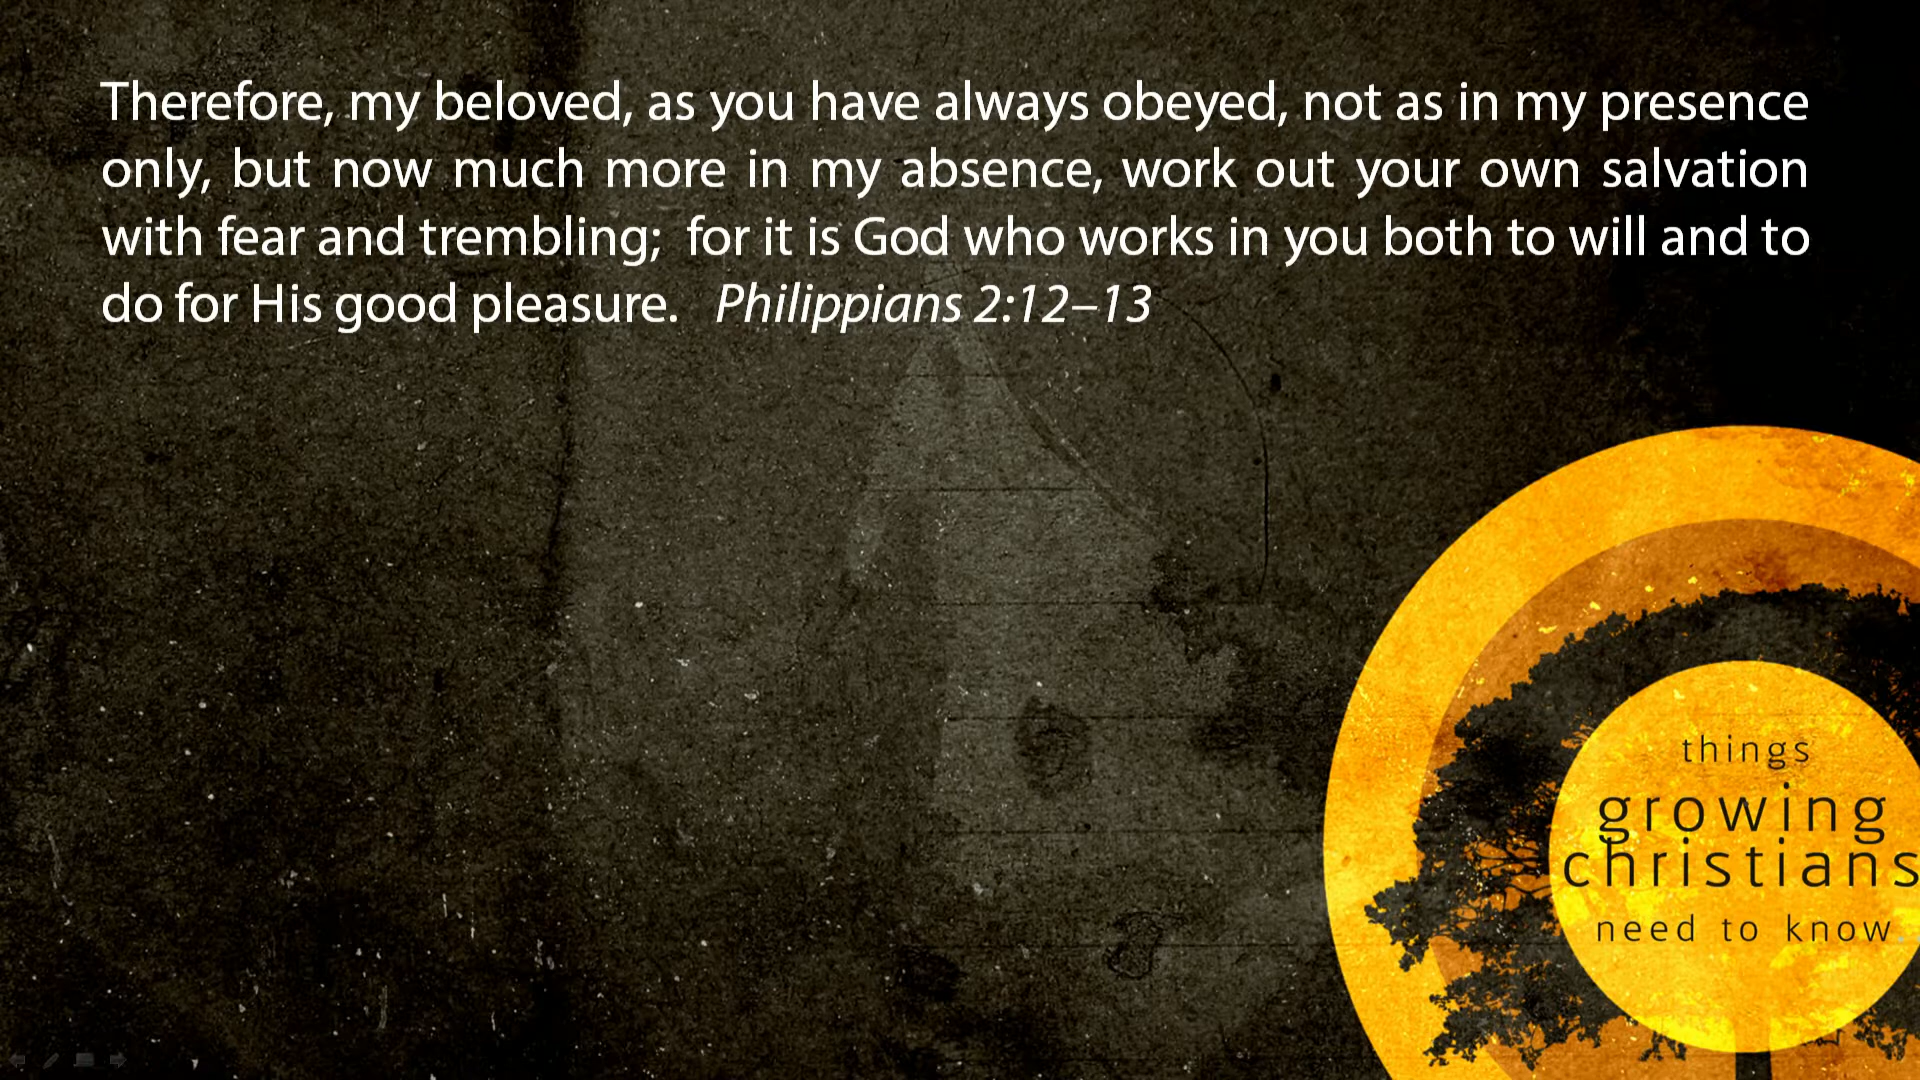 Therefore, my beloved, as you have always obeyed, not as in my presence
only, but now much more in my absence, work out your own salvation
with fear and trembling; for it is God who works in you both to will and to
do for His good pleasure. Philippians 2:12–13
things
growing
christians
need to know